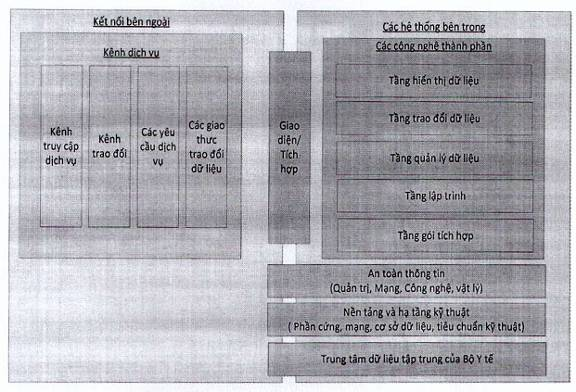 Kết nối bên ngoài
Kênh dịch vụ
Kênh
truy cập
dịch vụ
Kênh
trao đổi
Các yêu
cầu dịch
vụ
Các giao
thức
trao đổi
dữ liệu
Giao
diện/
Tích
hợp
Các hệ thống bên trong
Các công nghệ thành phần
Tầng hiển thị dữ liệu
Tầng trao đổi dữ liệu
Tầng quản lý dữ liệu
Tầng lập trình
Tầng gói tích hợp
An toàn thông tin
(Quản trị, Mạng, Công nghệ, vật lý)
Nền tảng và hạ tầng kỹ thuật
( Phần cứng, mạng, cơ sở dữ liệu, tiêu chuẩn kỹ thuật)
Trung tâm dữ liệu tập trung của Bộ Y tế